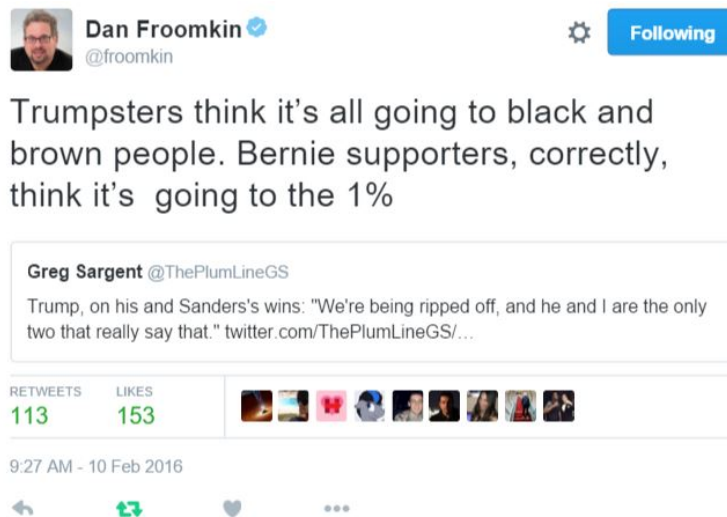 Dan Froomkin
@froomkin
Following
Trumpsters think it's all going to black and
brown people. Bernie supporters, correctly,
think it's  going to the 1%
Greg Sargent @ThePlumLineGS
Trump, on his and Sanders's wins: "We're being ripped off, and he and I are the only
two that really say that." twitter.com/ThePlumLineGS/...
RETWEETS LIKES
113 153
9:27 AM - 10 Feb 2016